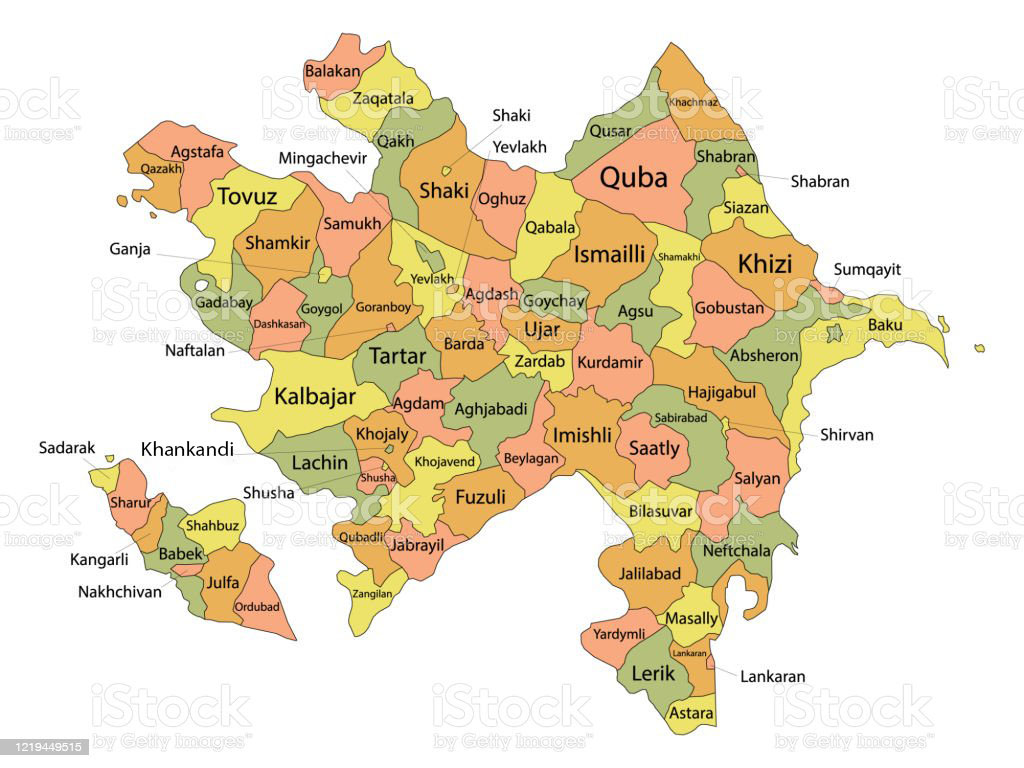 Balakan
Zaqatala
Shaki
Khachmaz
Qakh
Qusar
Yevlakh
Agstafa
Mingachevir
Shabran
Qazakh
Quba
Shabran
Tovuz
Shaki
Oghuz
Siazan
Samukh
Qabala
Shamkir
Ganja
Ismailli
Shamakhi
Khizi
Sumqayit
Yevlakh
Gadabay
Goygol
Goranboy
Agdash
Goychay
Agsu
Gobustan
Baku
Dashkasan
Ujar
Naftalan
Tartar
Barda
Zardab
Kurdamir
Absheron
Kalbajar
Hajigabul
Agdam
Aghjabadi
Sabirabad
Khojaly
Imishli
Shirvan
Sadarak
Khankandi
Saatly
Lachin
Khojavend
Beylagan
Shusha
Salyan
Shusha
Fuzuli
Sharur
Bilasuvar
Shahbuz
Qubadli
Jabrayil
Neftchala
Kangarli
Babek
Jalilabad
Nakhchivan
Julfa
Zangilan
Ordubad
Masally
Yardymli
Lankaran
Lerik
Lankaran
Astara
iStock
by Getty Images™
1219449515